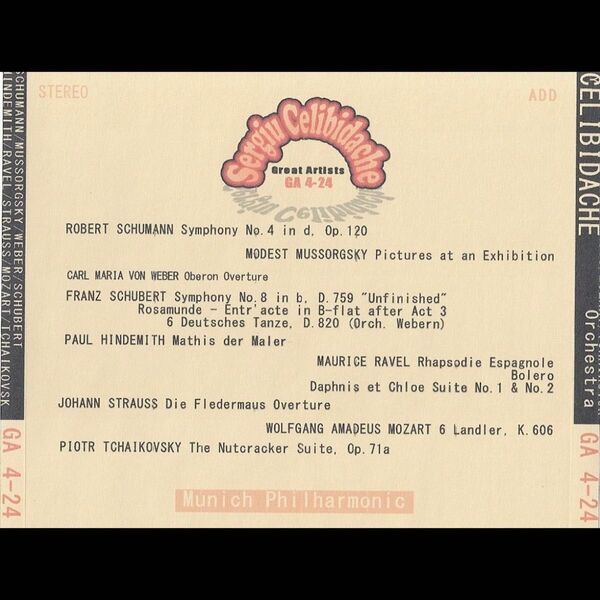 STEREO
ADD
Sergiu Celibidache
Great Artists
GA 4-24
ROBERT SCHUMANN Symphony No.4 in d, Op.120
MODEST MUSSORGSKY Pictures at an Exhibition
CARL MARIA VON WEBER Oberon Overture
FRANZ SCHUBERT Symphony No.8 in b, D.759 "Unfinished"
Rosamunde - Entr'acte in B-flat after Act 3
6 Deutsches Tanze, D.820 (Orch. Webern)
PAUL HINDEMITH Mathis der Maler
MAURICE RAVEL Rhapsodie Espagnole
Bolero
Daphnis et Chloe Suite No.1 & No.2
JOHANN STRAUSS Die Fledermaus Overture
WOLFGANG AMADEUS MOZART 6 Landler, K.606
PIOTR TCHAIKOVSKY The Nutcracker Suite, Op.71a
Munich Philharmonic
SCHUMANN/MUSSORGSKY/WEBER/SCHUBERT
HINDEMITH/RAVEL/STRAUSS/MOZART/TCHAIKOVSK
GA 4-24
CELIBIDACHE
Orchestra
GA 4-24